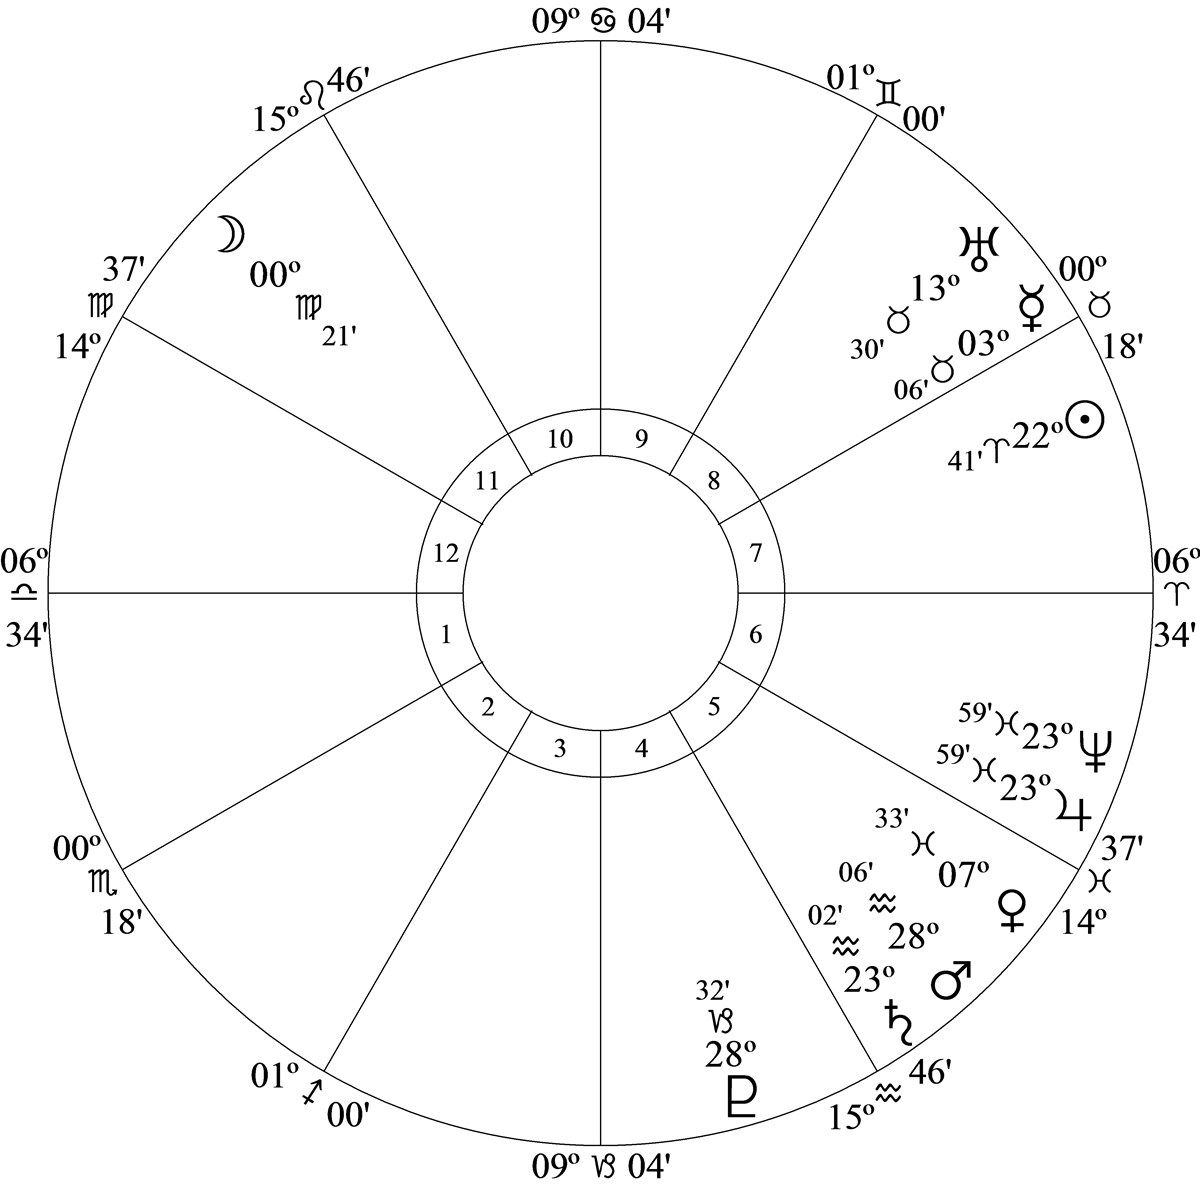 09º ♋ 04'
01º ♊ 00'
15º ♌ 46'
☽
00º
♍
21'
37'
♍
14º
♅
13º
♉
30'
☿
03º
♉
06'
00º
♉
18'
☉
22º
♈
41'
10
9
11
8
12
7
06º
♎
34'
06º
♈
34'
1
6
2
5
3
4
59' ♓ 23º ♆
59' ♓ 23º ♃
33'
♓
07º
♀
06'
♒
28º
♂
02'
♒
23º
♄
37'
♓
14º
00º
♏
18'
32'
♑
28º
♇
46'
♒
15º
01º
♐
00'
09º ♑ 04'